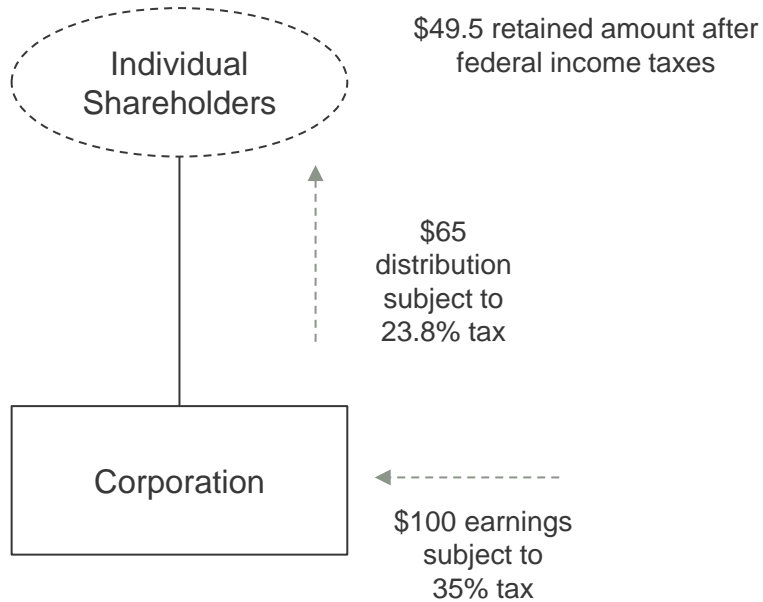 $49.5 retained amount after
federal income taxes
Individual
Shareholders
$65
distribution
subject to
23.8% tax
Corporation
$100 earnings
subject to
35% tax